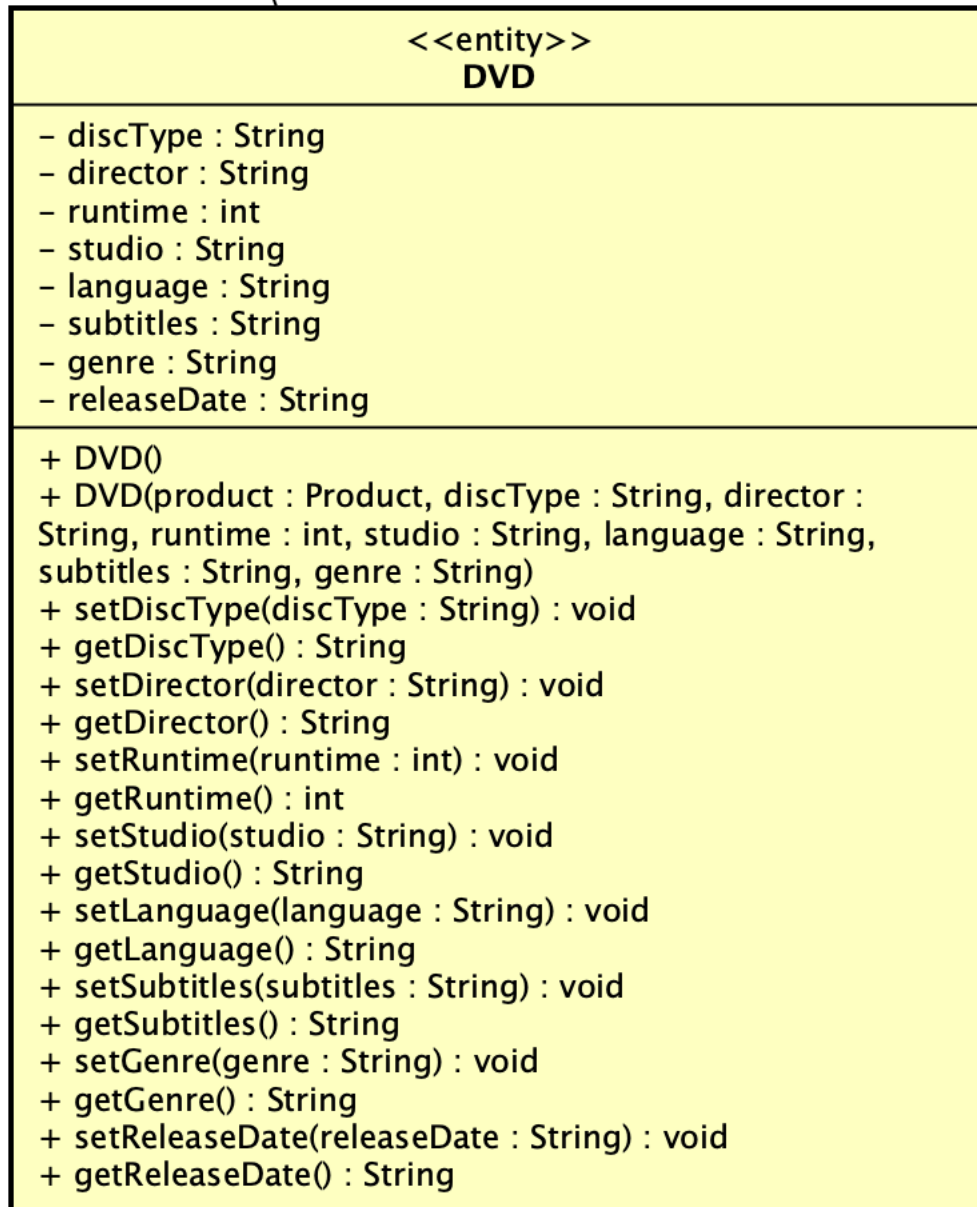 <<entity>>
DVD
– discType : String
– director : String
– runtime : int
– studio : String
– language : String
– subtitles : String
– genre : String
– releaseDate : String
+ DVD()
+ DVD(product : Product, discType : String, director :
String, runtime : int, studio : String, language : String,
subtitles : String, genre : String)
+ setDiscType(discType : String) : void
+ getDiscType() : String
+ setDirector(director : String) : void
+ getDirector() : String
+ setRuntime(runtime : int) : void
+ getRuntime() : int
+ setStudio(studio : String) : void
+ getStudio() : String
+ setLanguage(language : String) : void
+ getLanguage() : String
+ setSubtitles(subtitles : String) : void
+ getSubtitles() : String
+ setGenre(genre : String) : void
+ getGenre() : String
+ setReleaseDate(releaseDate : String) : void
+ getReleaseDate() : String